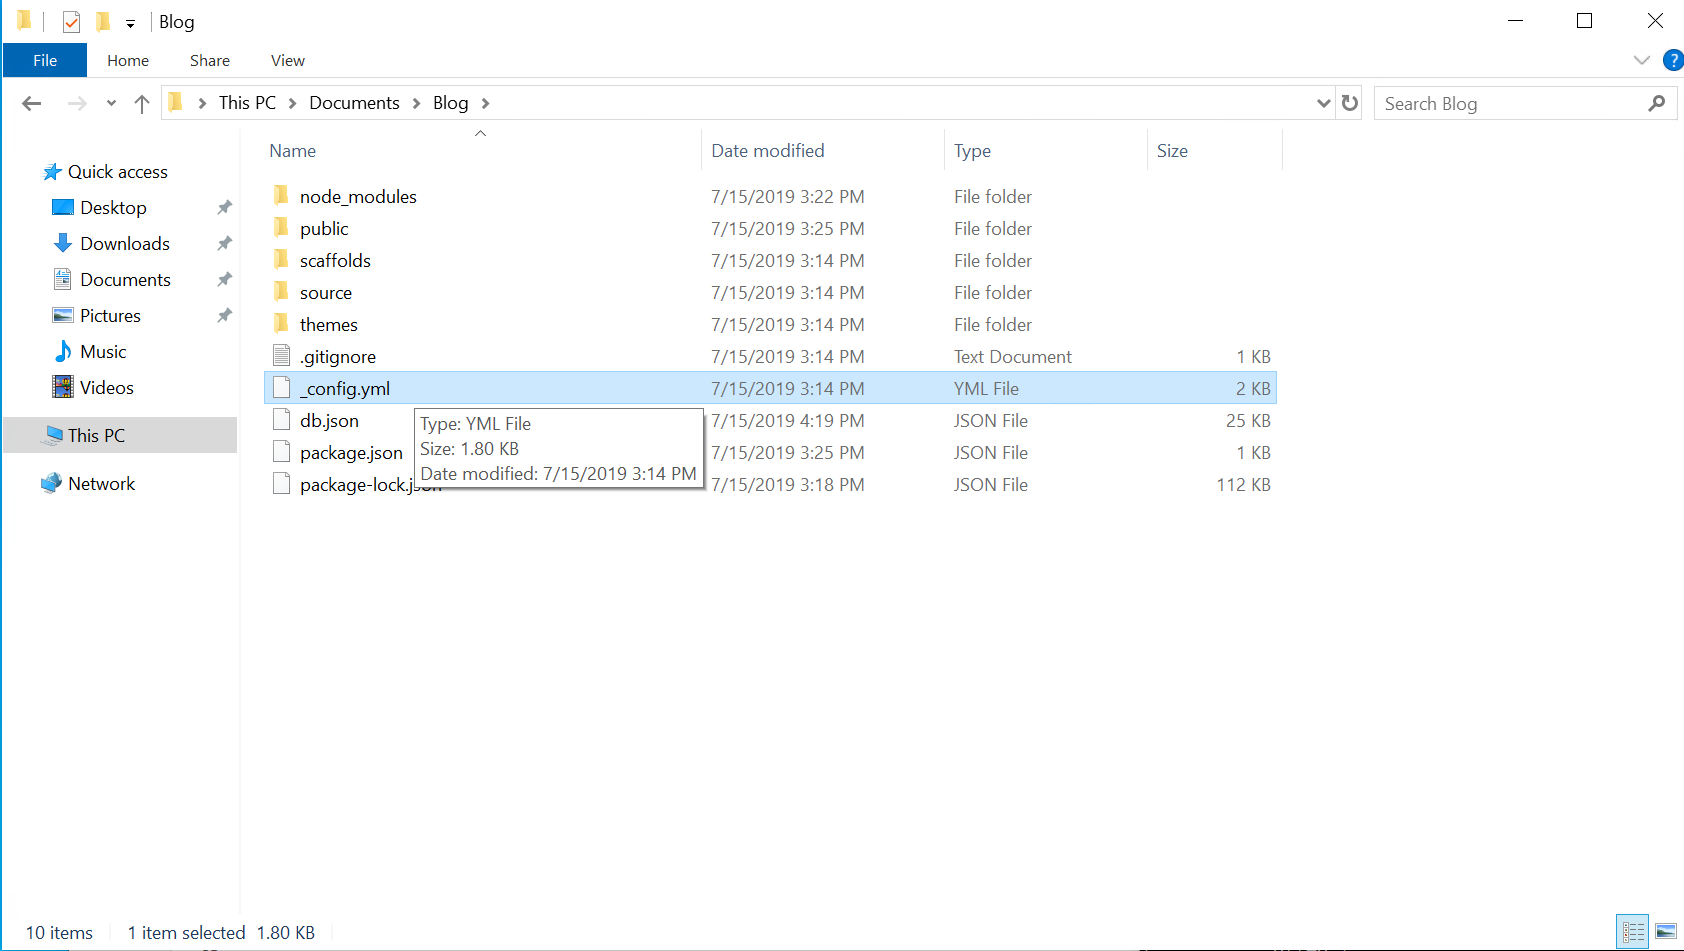 Blog
File Home Share View
?
This PC Documents Blog
Search Blog
Name Date modified Type Size
Quick access
Desktop
Downloads
Documents
Pictures
Music
Videos
This PC
Network
node_modules 7/15/2019 3:22 PM File folder
public 7/15/2019 3:25 PM File folder
scaffolds 7/15/2019 3:14 PM File folder
source 7/15/2019 3:14 PM File folder
themes 7/15/2019 3:14 PM File folder
.gitignore 7/15/2019 3:14 PM Text Document 1 KB
_config.yml 7/15/2019 3:14 PM YML File 2 KB
db.json 7/15/2019 4:19 PM JSON File 25 KB
package.json 7/15/2019 3:25 PM JSON File 1 KB
package-lock.json 7/15/2019 3:18 PM JSON File 112 KB
Type: YML File
Size: 1.80 KB
Date modified: 7/15/2019 3:14 PM
10 items 1 item selected 1.80 KB